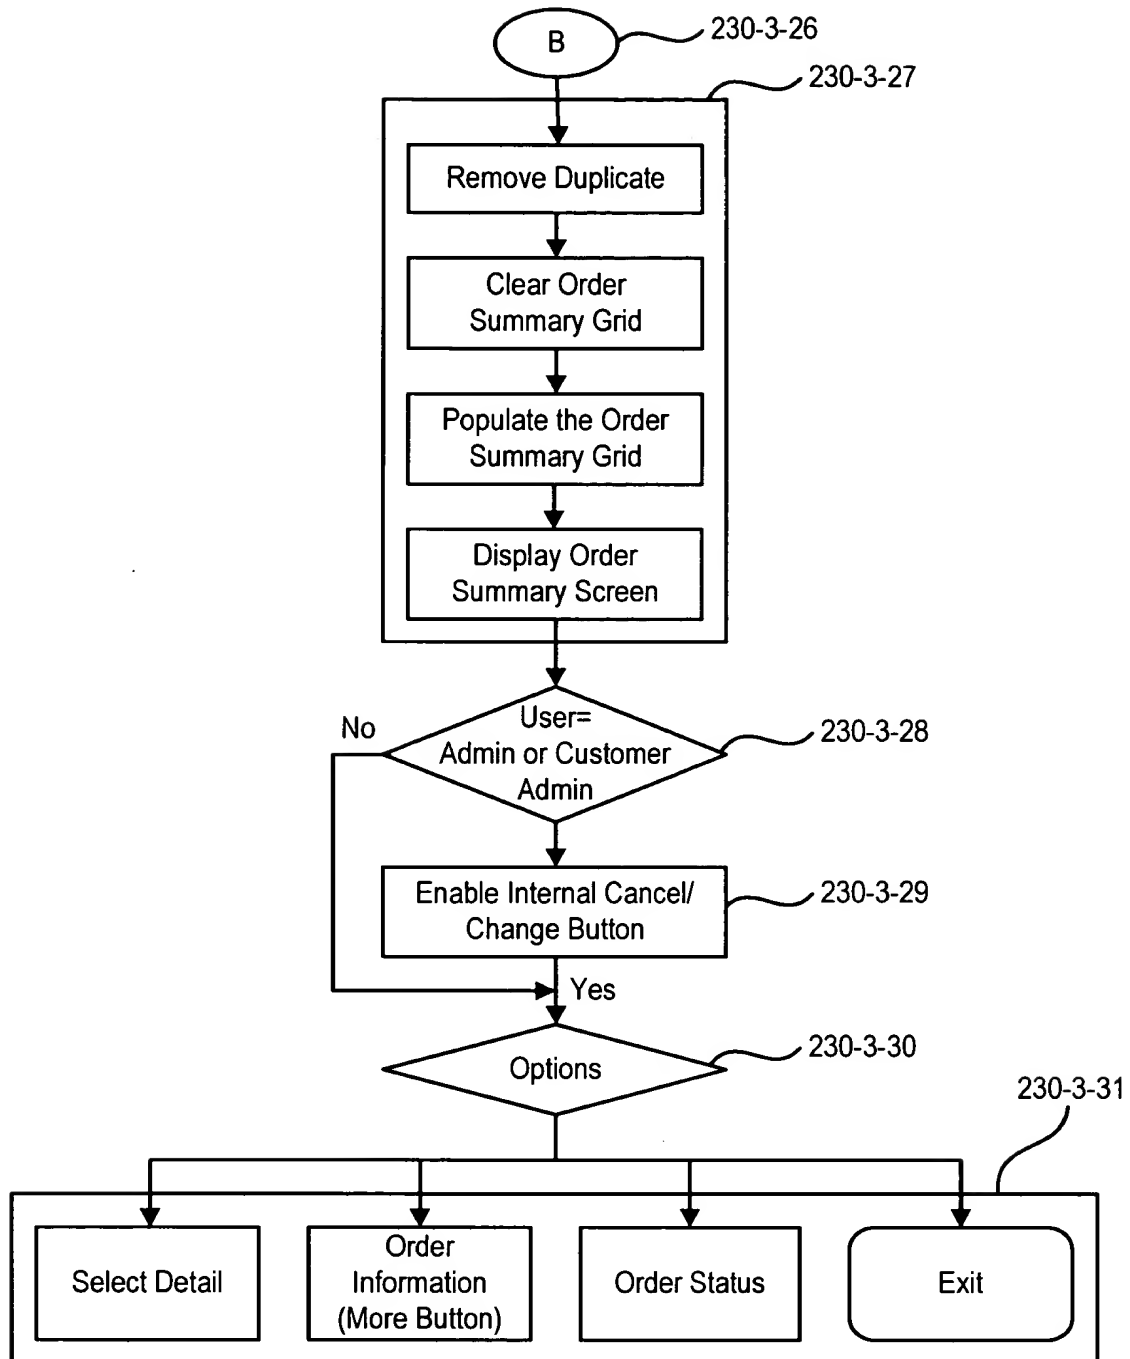 B
230-3-26
230-3-27
Remove Duplicate
Clear Order
Summary Grid
Populate the Order
Summary Grid
Display Order
Summary Screen
No
User=
Admin or Customer
Admin
230-3-28
Enable Internal Cancel/
Change Button
230-3-29
Yes
Options
230-3-30
230-3-31
Select Detail
Order
Information
(More Button)
Order Status
Exit